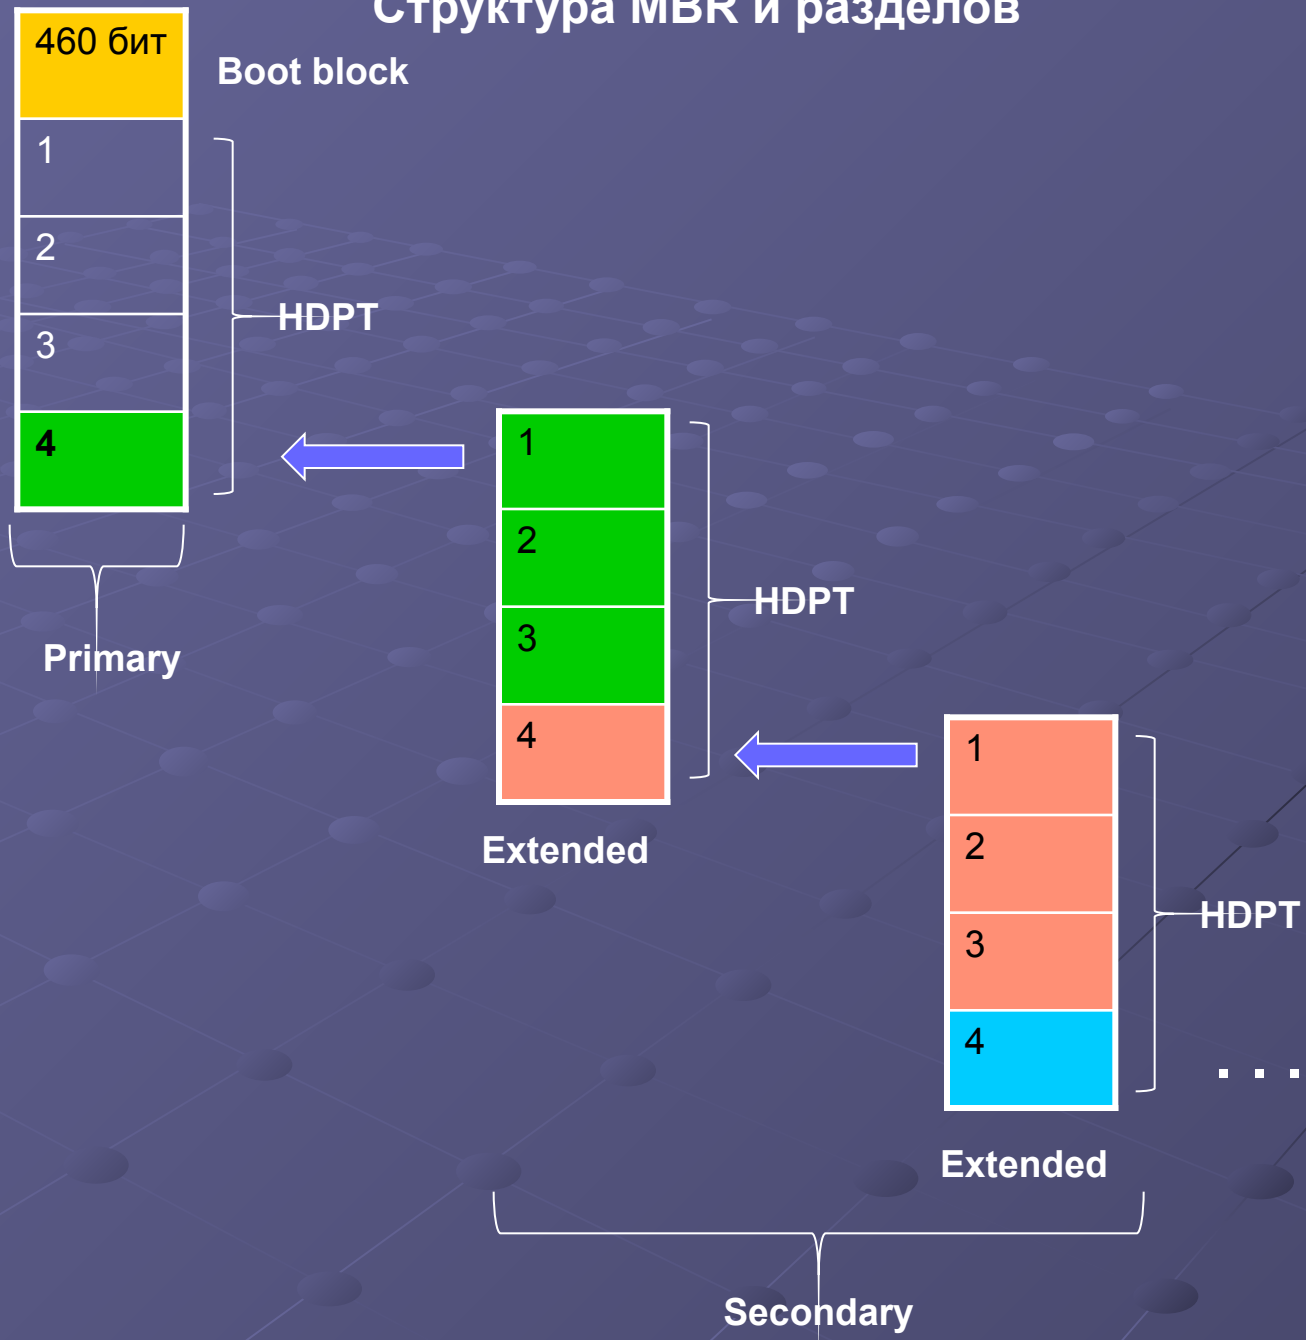 Структура MBR и разделов
460 бит
Boot block
1
2
HDPT
3
4
1
2
HDPT
3
Primary
4
1
Extended
2
HDPT
3
4
. . .
Extended
Secondary